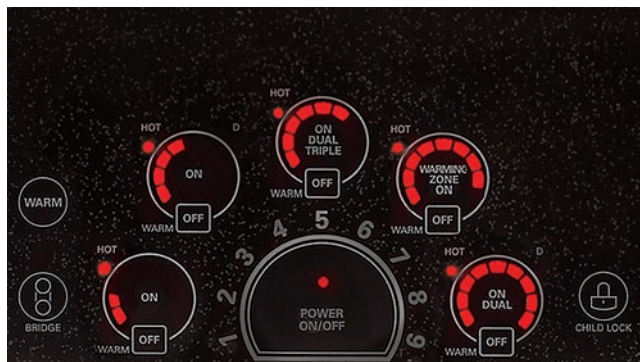 HOT
ON
DUAL
TRIPLE
OFF
WARM
HOT
D
ON
OFF
WARM
HOT
WARMING
ZONE
ON
OFF
WARM
WARM
HOT
ON
OFF
WARM
BRIDGE
1
2
3
4
5
6
7
8
9
POWER
ON/OFF
HOT
D
ON
DUAL
OFF
WARM
CHILD LOCK